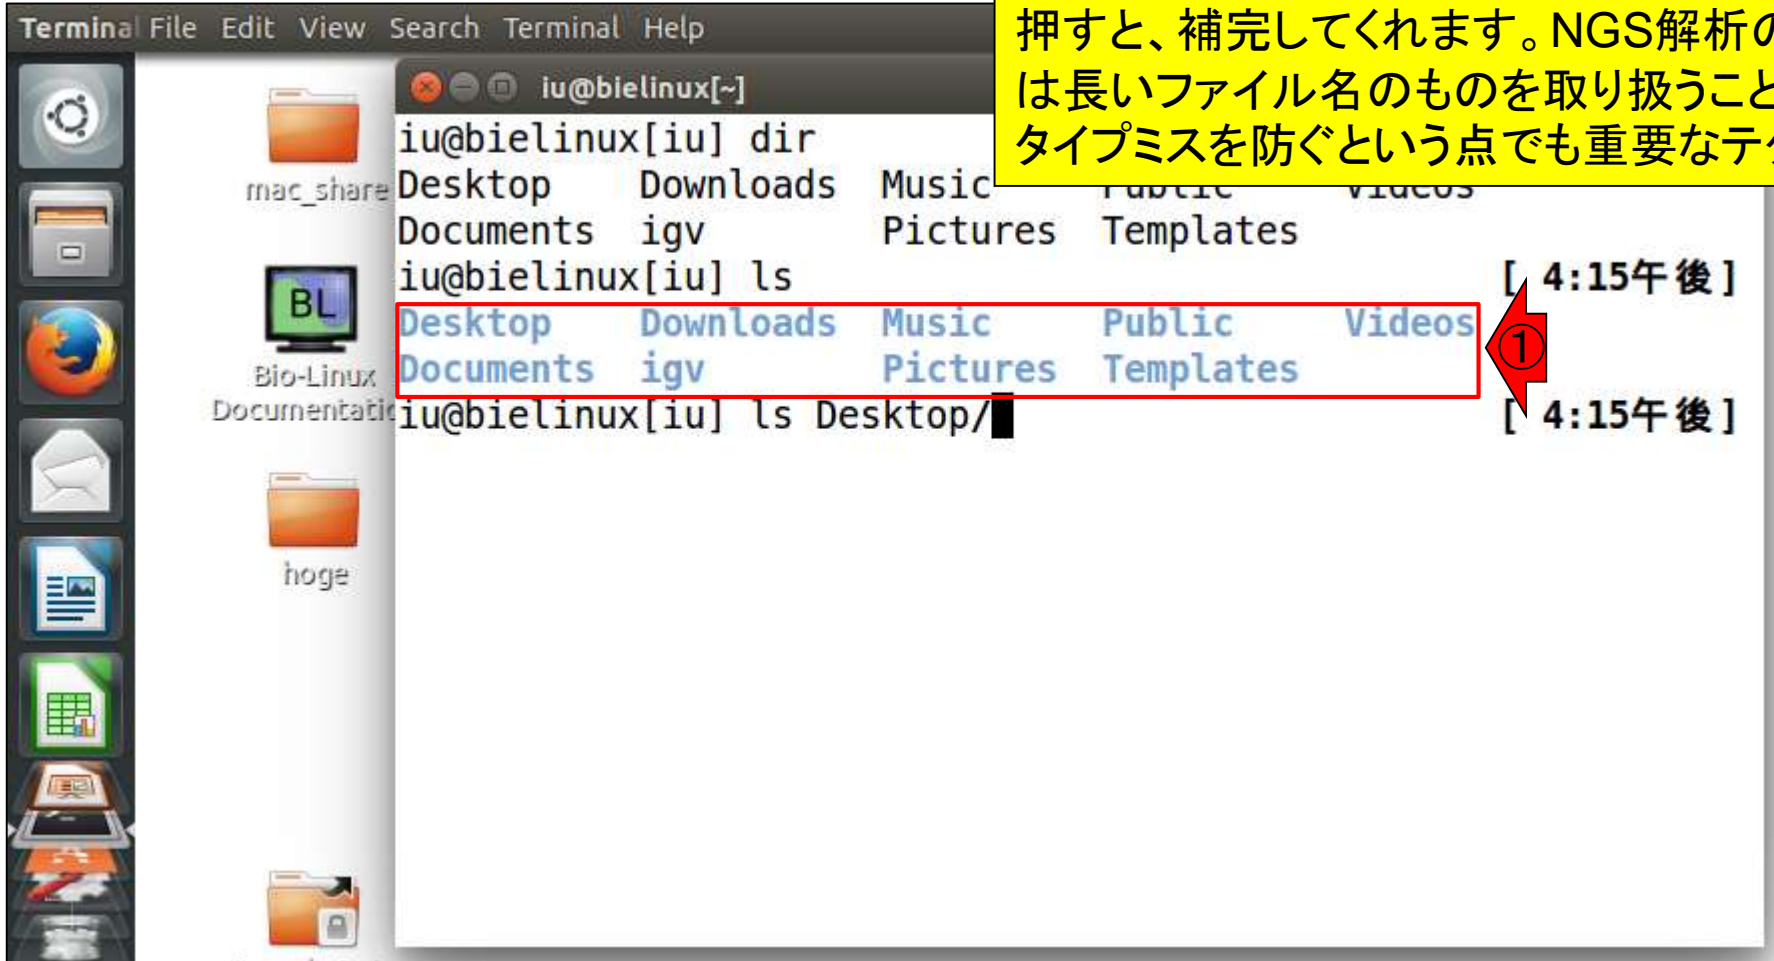 Terminal File Edit View Search Terminal Help
押すと、補完してくれます。NGS解析の
は長いファイル名のものを取り扱うこと
タイプミスを防ぐという点でも重要なテク
iu@bielinux[~]
iu@bielinux[iu] dir
Desktop Downloads Music Public Videos
Documents igv Pictures Templates
iu@bielinux[iu] ls [ 4:15午後]
Desktop Downloads Music Public Videos
Documents igv Pictures Templates
①
iu@bielinux[iu] ls Desktop/ [ 4:15午後]
mac_share
BL
Bio-Linux
Documentatio
hoge